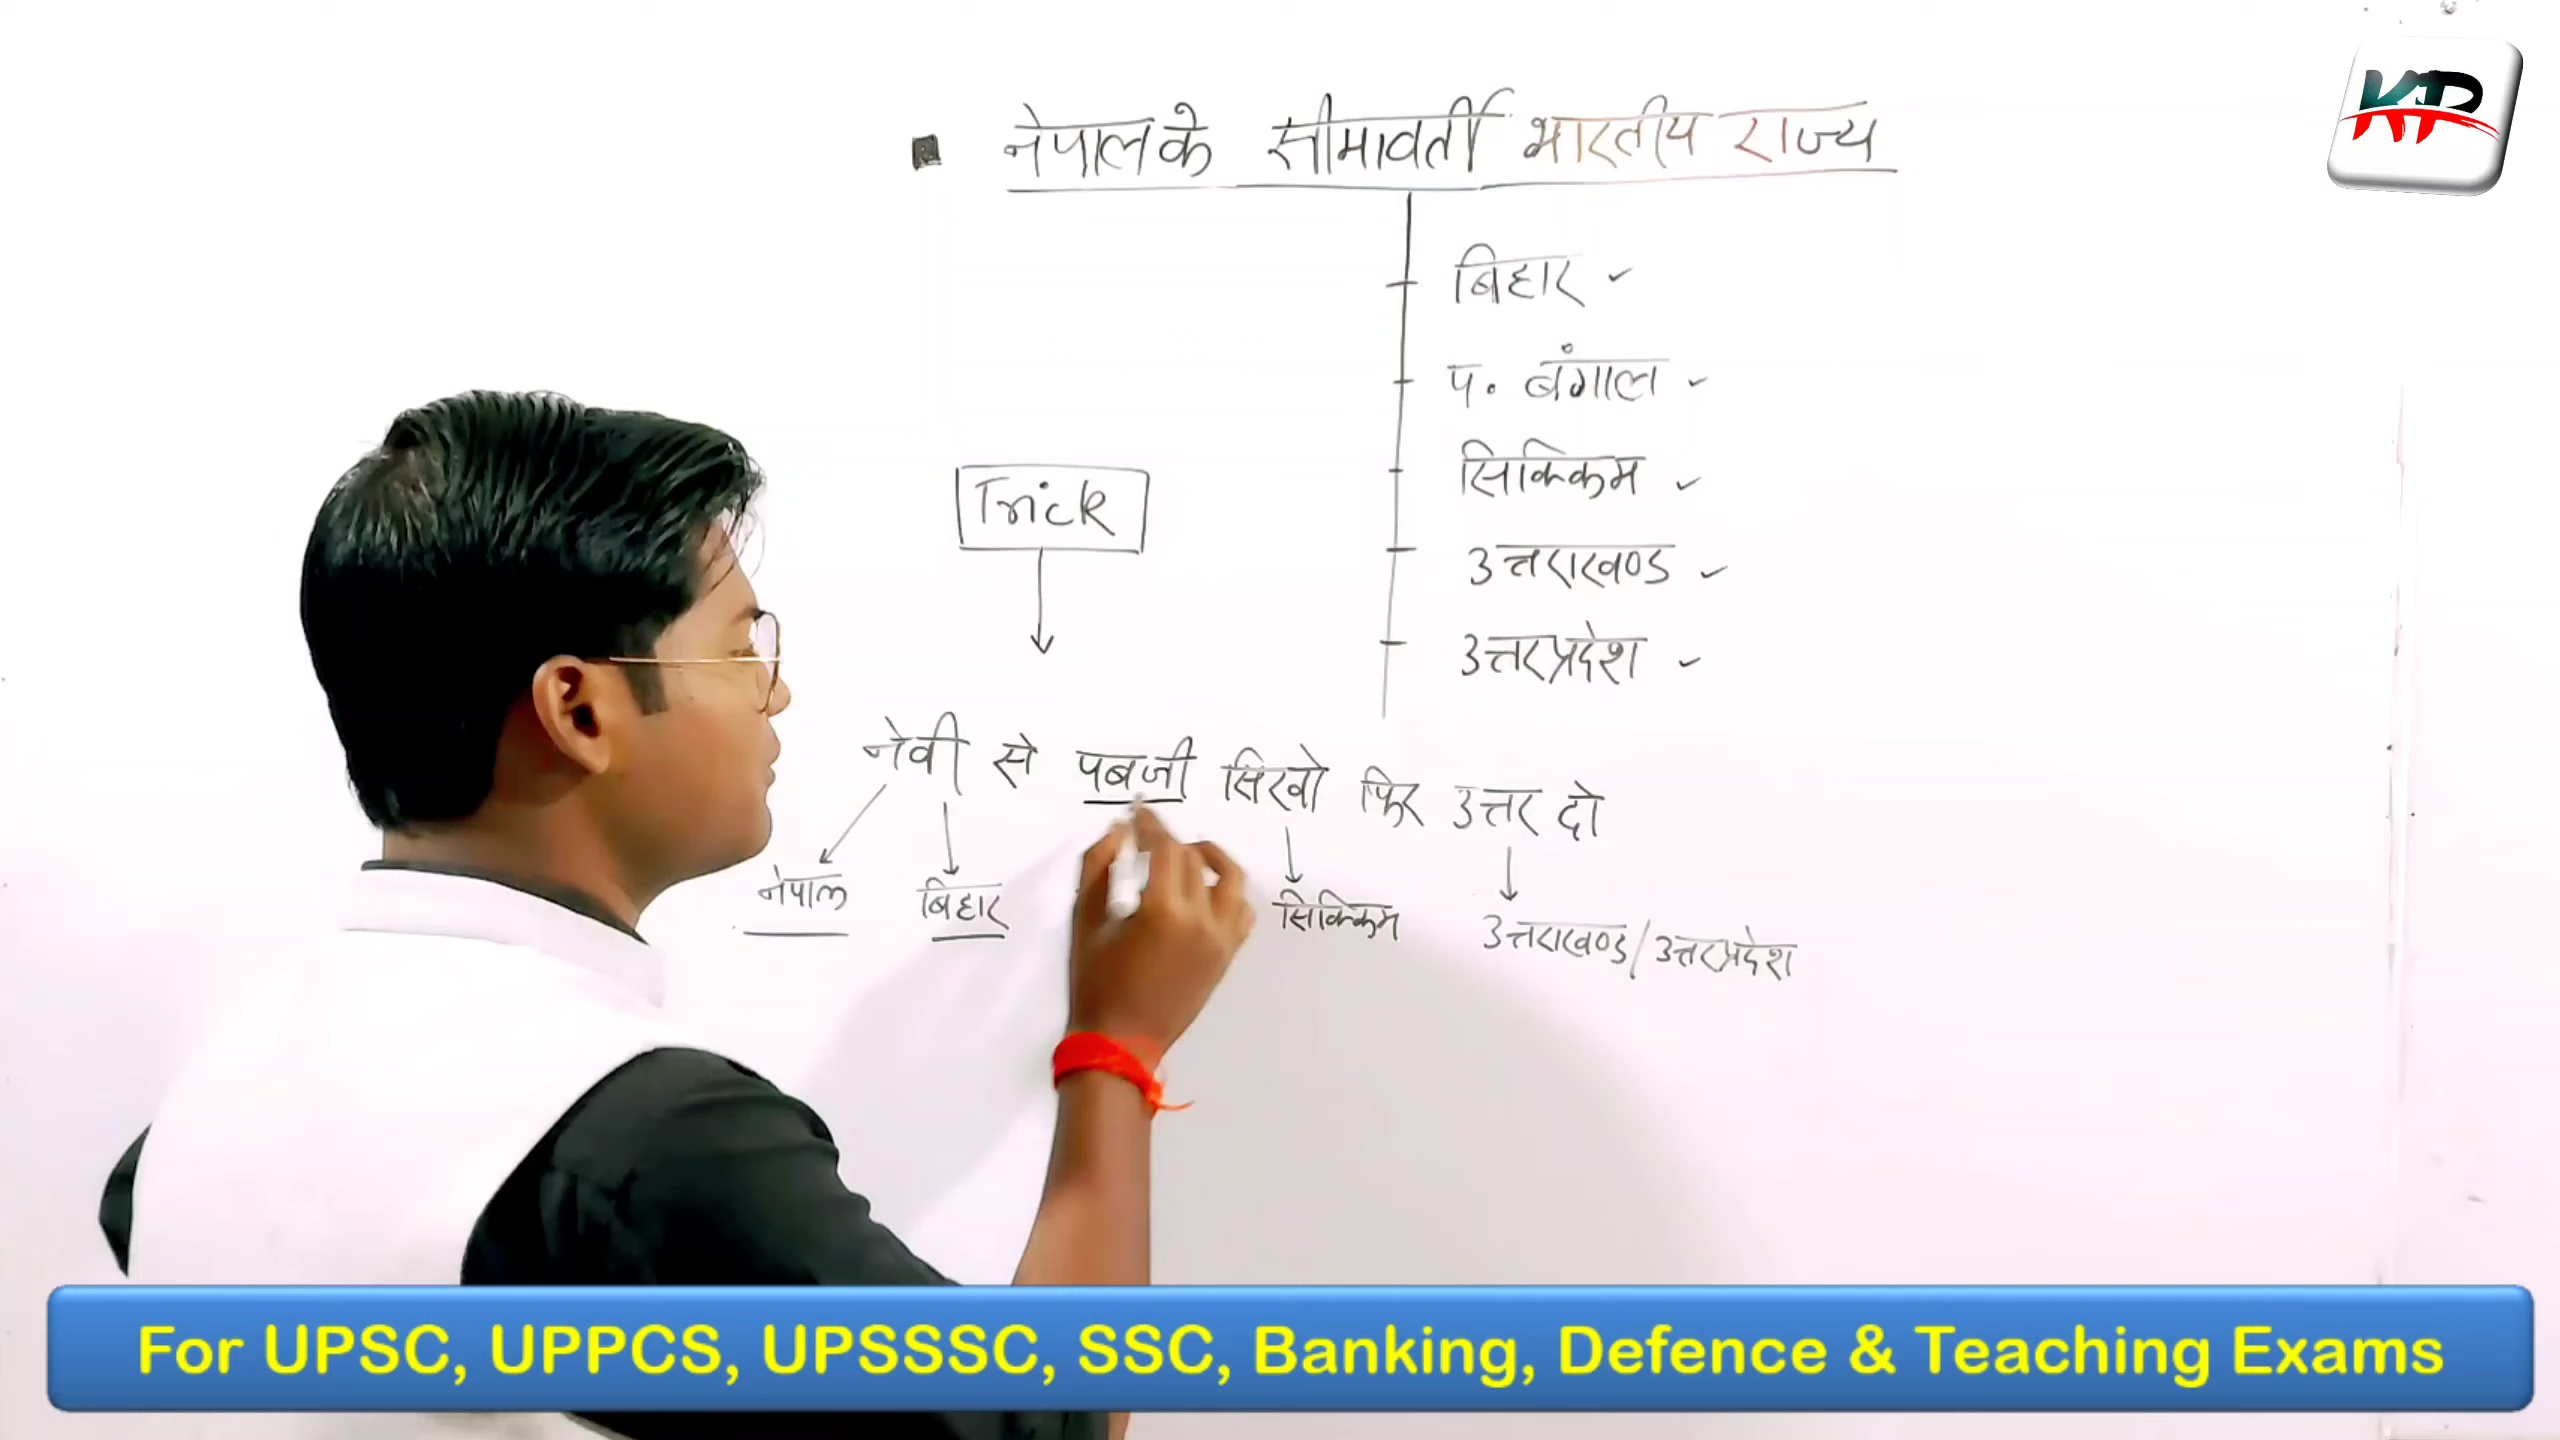 KP
नेपाल के सीमावर्ती भारतीय राज्य
बिहार
प. बंगाल
सिक्किम
उत्तराखण्ड
उत्तरप्रदेश
Trick
नेवी से पबजी सिखो फिर उत्तर दो
नेपाल बिहार सिक्किम उत्तराखण्ड/उत्तरप्रदेश
For UPSC, UPPCS, UPSSSC, SSC, Banking, Defence & Teaching Exams